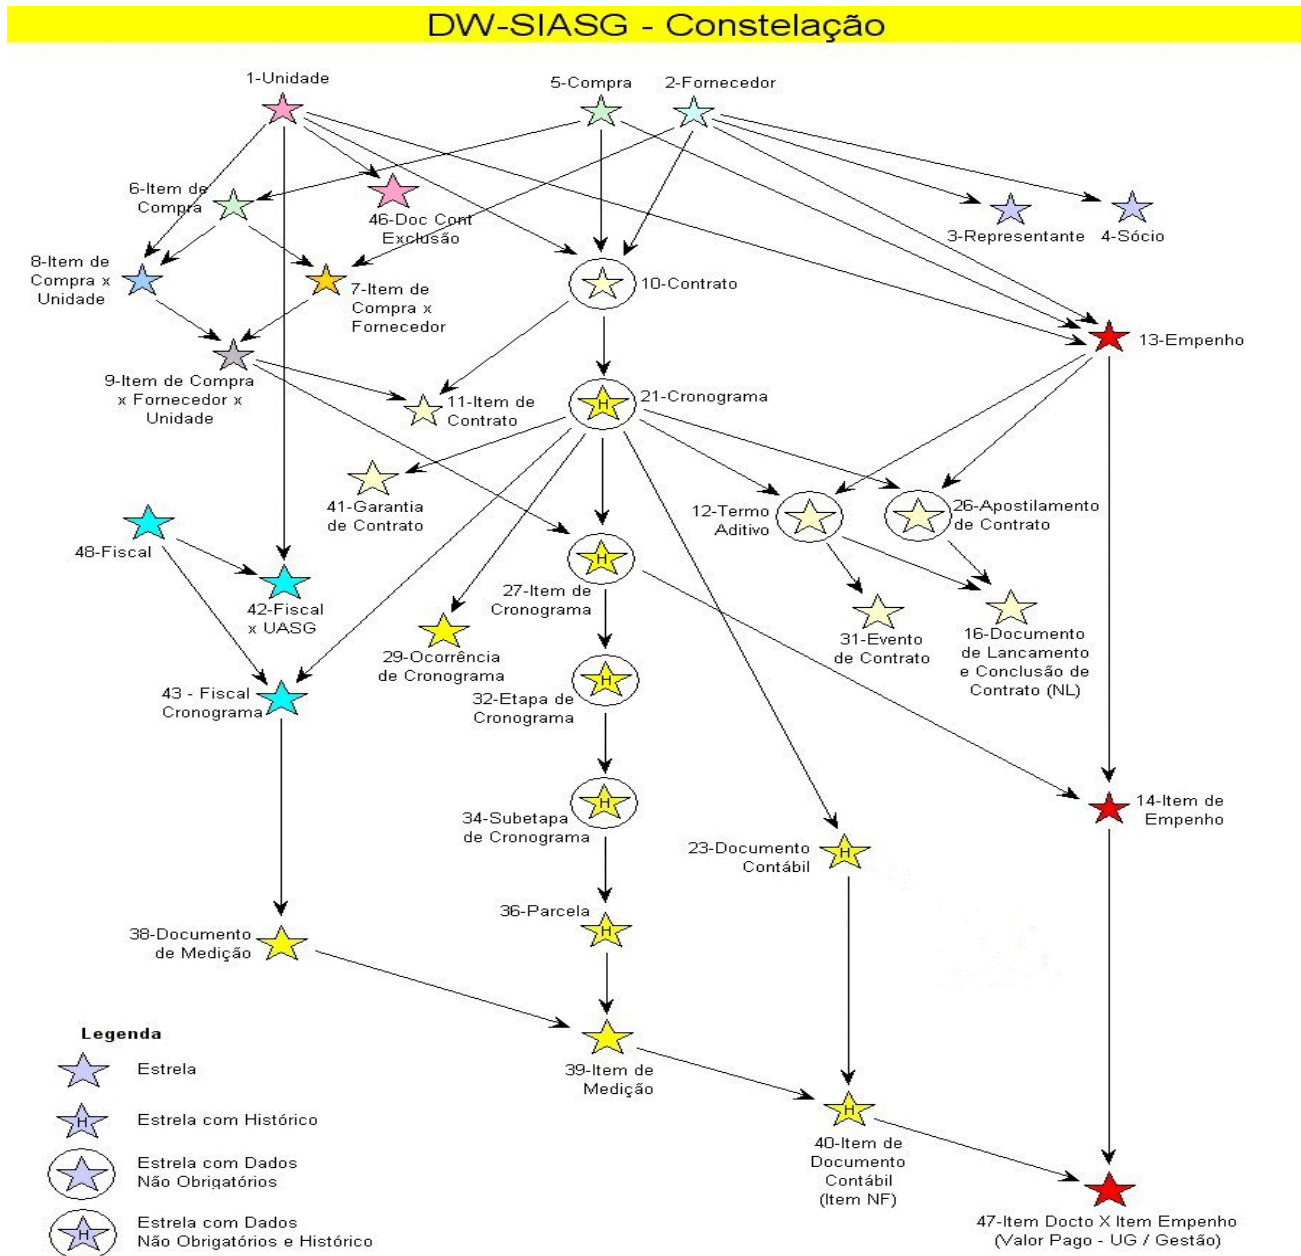 DW-SIASG - Constelação
1-Unidade
5-Compra
2-Fornecedor
6-Item de
Compra
46-Doc Cont
Exclusão
3-Representante
4-Sócio
8-Item de
Compra x
Unidade
7-Item de
Compra x
Fornecedor
10-Contrato
13-Empenho
9-Item de Compra
x Fornecedor x
Unidade
11-Item de
Contrato
H
21-Cronograma
41-Garantia
de Contrato
12-Termo
Aditivo
26-Apostilamento
de Contrato
48-Fiscal
H
27-Item de
Cronograma
42-Fiscal
x UASG
29-Ocorrência
de Cronograma
31-Evento
de Contrato
16-Documento
de Lancamento
e Conclusão de
Contrato (NL)
43 - Fiscal
Cronograma
H
32-Etapa de
Cronograma
H
34-Subetapa
de Cronograma
14-Item de
Empenho
23-Documento
Contábil
H
36-Parcela
H
38-Documento
de Medição
39-Item de
Medição
H
40-Item de
Documento
Contábil
(Item NF)
47-Item Docto X Item Empenho
(Valor Pago - UG / Gestão)
Legenda
Estrela
H
Estrela com Histórico
Estrela com Dados
Não Obrigatórios
H
Estrela com Dados
Não Obrigatórios e Histórico